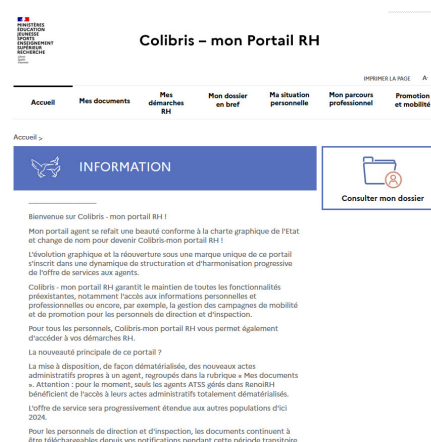 MINISTÈRES
ÉDUCATION
JEUNESSE
SPORTS
ENSEIGNEMENT
SUPÉRIEUR
RECHERCHE
Colibris – mon Portail RH
IMPRIMER LA PAGE A-
Accueil Mes documents Mes démarches RH Mon dossier en bref Ma situation personnelle Mon parcours professionnel Promotion et mobilité
Accueil >
INFORMATION
Consulter mon dossier
Bienvenue sur Colibris - mon portail RH !
Mon portail agent se refait une beauté conforme à la charte graphique de l'Etat
et change de nom pour devenir Colibris-mon portail RH !
L'évolution graphique et la réouverture sous une marque unique de ce portail
s'inscrit dans une dynamique de structuration et d'harmonisation progressive
de l'offre de services aux agents.
Colibris - mon portail RH garantit le maintien de toutes les fonctionnalités
préexistantes, notamment l'accès aux informations personnelles et
professionnelles ou encore, par exemple, la gestion des campagnes de mobilité
et de promotion pour les personnels de direction et d'inspection.
Pour tous les personnels, Colibris-mon portail RH vous permet également
d'accéder à vos démarches RH.
La nouveauté principale de ce portail ?
La mise à disposition, de façon dématérialisée, des nouveaux actes
administratifs propres à un agent, regroupés dans la rubrique « Mes documents
». Attention : pour le moment, seuls les agents ATSS gérés dans RenoiRH
bénéficient de l'accès à leurs actes administratifs totalement dématérialisés.
L'offre de service sera progressivement étendue aux autres populations d'ici
2024.
Pour les personnels de direction et d'inspection, les documents continuent à
être téléchargeables depuis vos notifications pendant cette période transitoire